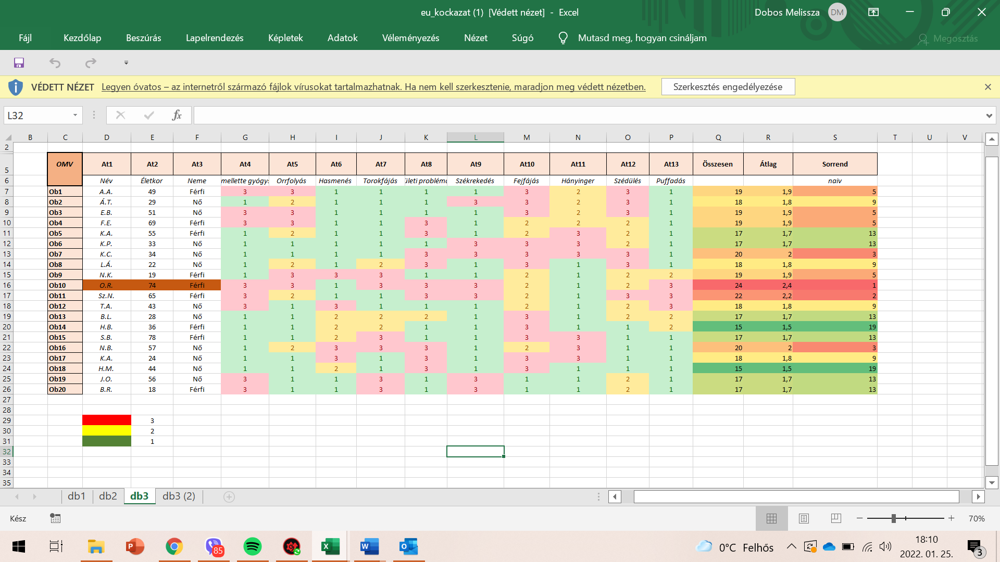 eu_kockazat (1) [Védett nézet] - Excel
Dobos Melissza DM
Fájl Kezdőlap Beszúrás Lapelrendezés Képletek Adatok Véleményezés Nézet Súgó Mutasd meg, hogyan csináljam Megosztás
VÉDETT NÉZET Legyen óvatos – az internetről származó fájlok vírusokat tartalmazhatnak. Ha nem kell szerkesztenie, maradjon meg védett nézetben. Szerkesztés engedélyezése
L32 fx
B C D E F G H I J K L M N O P Q R S T U V
2
5 OMV At1 At2 At3 At4 At5 At6 At7 At8 At9 At10 At11 At12 At13 Összesen Átlag Sorrend
6 Név Életkor Neme mellette gyógys Orrfolyás Hasmenés Torokfájás Székrekedés Fejfájás Hányinger Szédülés Puffadás naiv
7 Ob1 A.A. 49 Férfi 3 3 1 1 1 1 3 2 3 1 19 1,9 5
8 Ob2 Á.T. 29 Nő 1 2 1 1 1 3 3 2 3 1 18 1,8 9
9 Ob3 E.B. 51 Nő 3 3 1 1 1 1 3 2 3 1 19 1,9 5
10 Ob4 F.E. 69 Férfi 3 3 1 1 3 1 2 2 2 1 19 1,9 5
11 Ob5 K.A. 55 Férfi 1 2 1 1 3 1 2 3 2 1 17 1,7 13
12 Ob6 K.P. 33 Nő 1 1 1 1 1 3 3 3 2 1 17 1,7 13
13 Ob7 K.C. 34 Nő 1 1 1 1 3 3 3 3 3 1 20 2 3
14 Ob8 L.Á. 22 Nő 1 2 1 2 3 1 3 1 3 1 18 1,8 9
15 Ob9 N.K. 19 Férfi 1 3 3 3 1 1 2 1 2 2 19 1,9 5
16 Ob10 O.R. 74 Férfi 3 3 1 3 3 3 2 1 2 3 24 2,4 1
17 Ob11 Sz.N. 65 Férfi 3 2 1 1 3 3 2 1 3 3 22 2,2 2
18 Ob12 T.A. 43 Nő 3 1 3 1 1 1 2 1 2 3 18 1,8 9
19 Ob13 B.L. 28 Nő 1 1 2 2 2 1 3 1 2 2 17 1,7 13
20 Ob14 H.B. 36 Férfi 1 1 2 2 1 1 3 1 1 2 15 1,5 19
21 Ob15 S.B. 78 Férfi 1 1 2 3 1 1 3 3 1 1 17 1,7 13
22 Ob16 N.B. 57 Nő 1 2 3 3 3 1 2 3 1 1 20 2 3
23 Ob17 K.A. 24 Nő 1 1 3 1 3 1 3 3 1 1 18 1,8 9
24 Ob18 H.M. 44 Nő 1 1 2 1 3 1 3 1 1 1 15 1,5 19
25 Ob19 J.O. 56 Nő 3 1 1 3 1 3 1 1 2 1 17 1,7 13
26 Ob20 B.R. 18 Férfi 3 1 1 3 1 3 1 1 2 1 17 1,7 13
27
28
29 3
30 2
31 1
32
33
34
35
db1 db2 db3 db3 (2)
Kész 70%
85 0°C Felhős 18:10
2022. 01. 25. 3